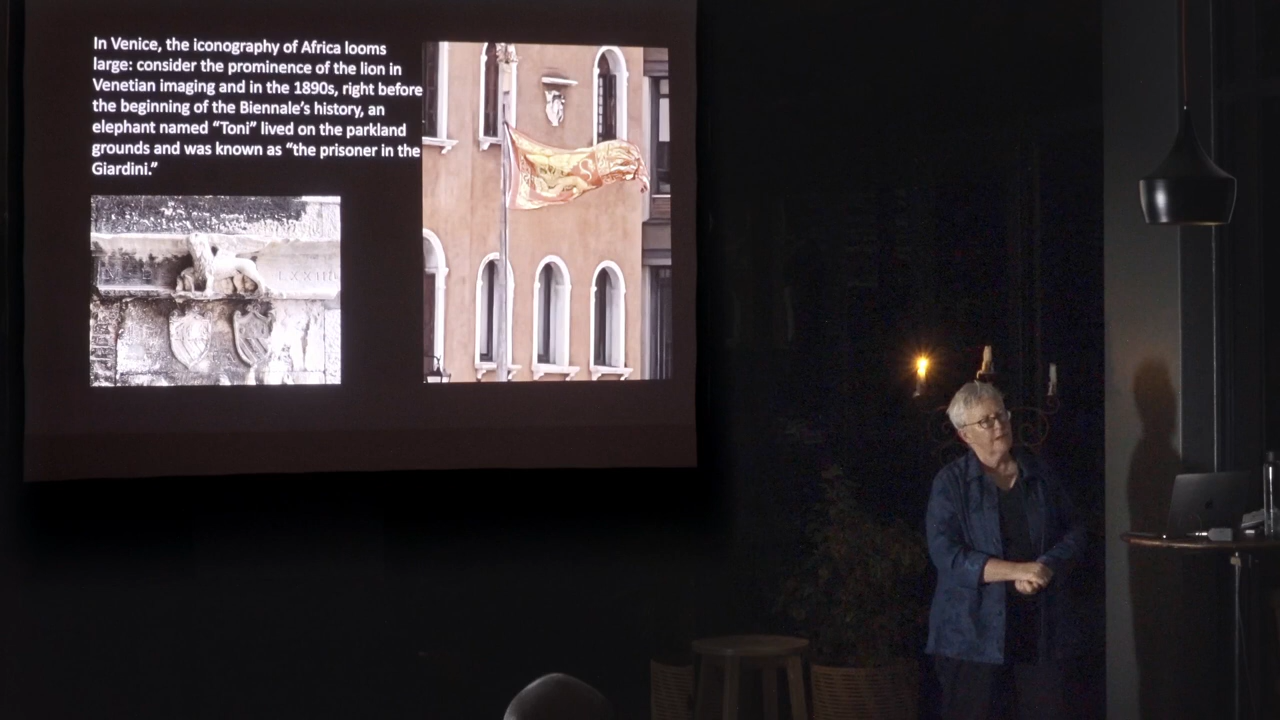 In Venice, the iconography of Africa looms
large: consider the prominence of the lion in
Venetian imaging and in the 1890s, right before
the beginning of the Biennale’s history, an
elephant named “Toni” lived on the parkland
grounds and was known as “the prisoner in the
Giardini.”
LXXIII